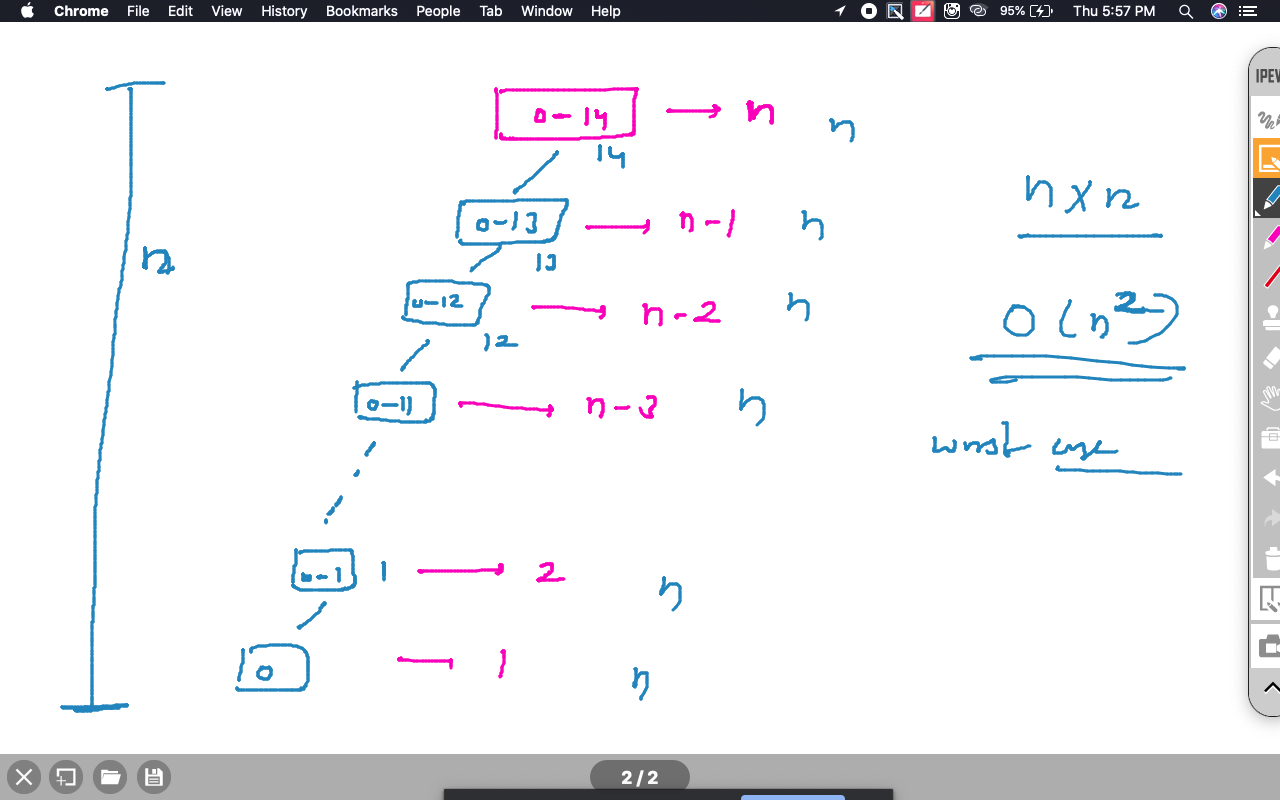 Chrome File Edit View History Bookmarks People Tab Window Help 95% Thu 5:57 PM
IPEV
0-14 → n n
14
n×n
0-13 → n-1 n
13
n
0-12 → n-2 n
12
O(n²)
0-11 → n-3 n
worst case
0-1 1 → 2 n
0 — 1 n
2 / 2